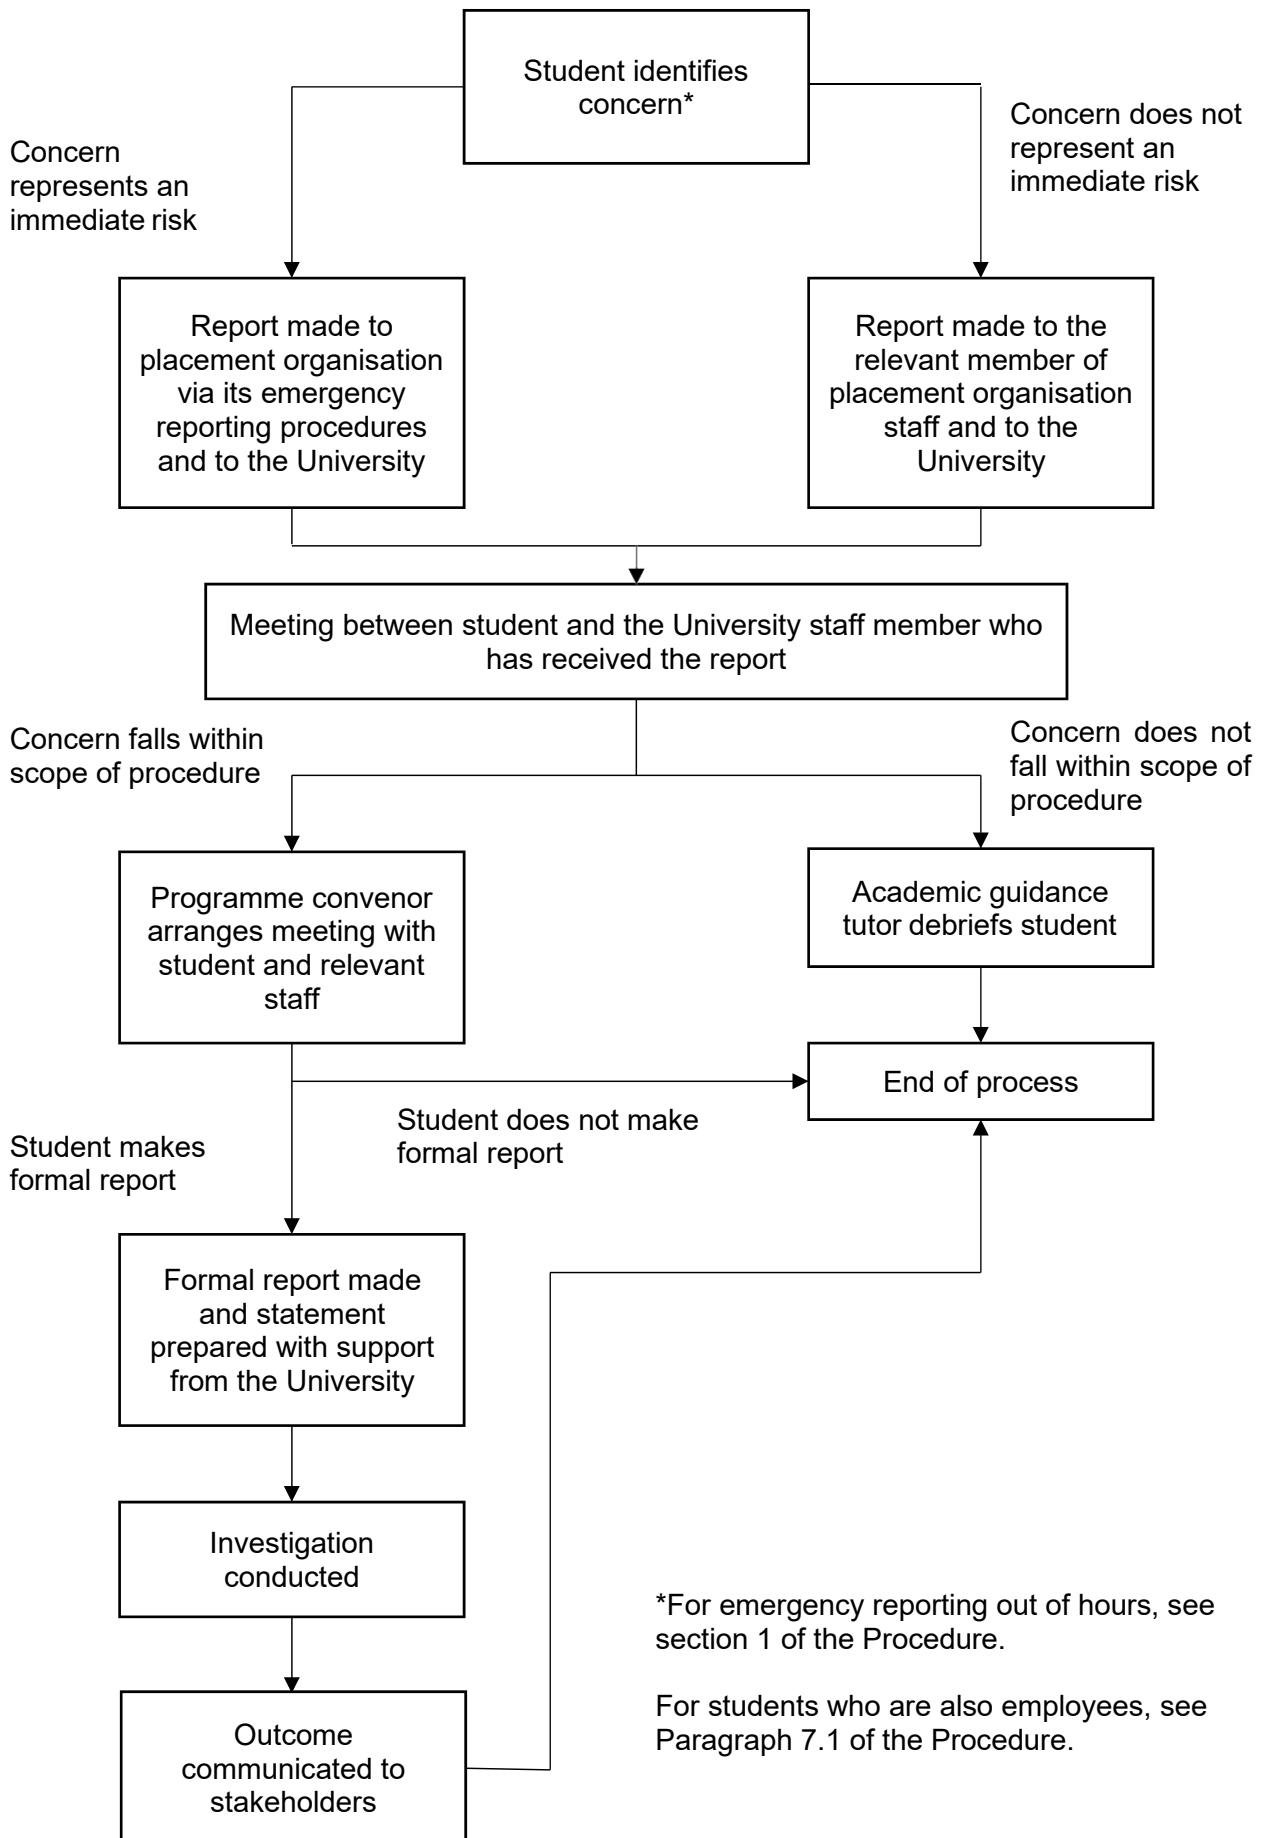 Student identifies
concern*
Concern
represents an
immediate risk
Concern does not
represent an
immediate risk
Report made to
placement organisation
via its emergency
reporting procedures
and to the University
Report made to the
relevant member of
placement organisation
staff and to the
University
Meeting between student and the University staff member who
has received the report
Concern falls within
scope of procedure
Concern does not
fall within scope of
procedure
Programme convenor
arranges meeting with
student and relevant
staff
Academic guidance
tutor debriefs student
End of process
Student does not make
formal report
Student makes
formal report
Formal report made
and statement
prepared with support
from the University
Investigation
conducted
Outcome
communicated to
stakeholders
*For emergency reporting out of hours, see
section 1 of the Procedure.
For students who are also employees, see
Paragraph 7.1 of the Procedure.